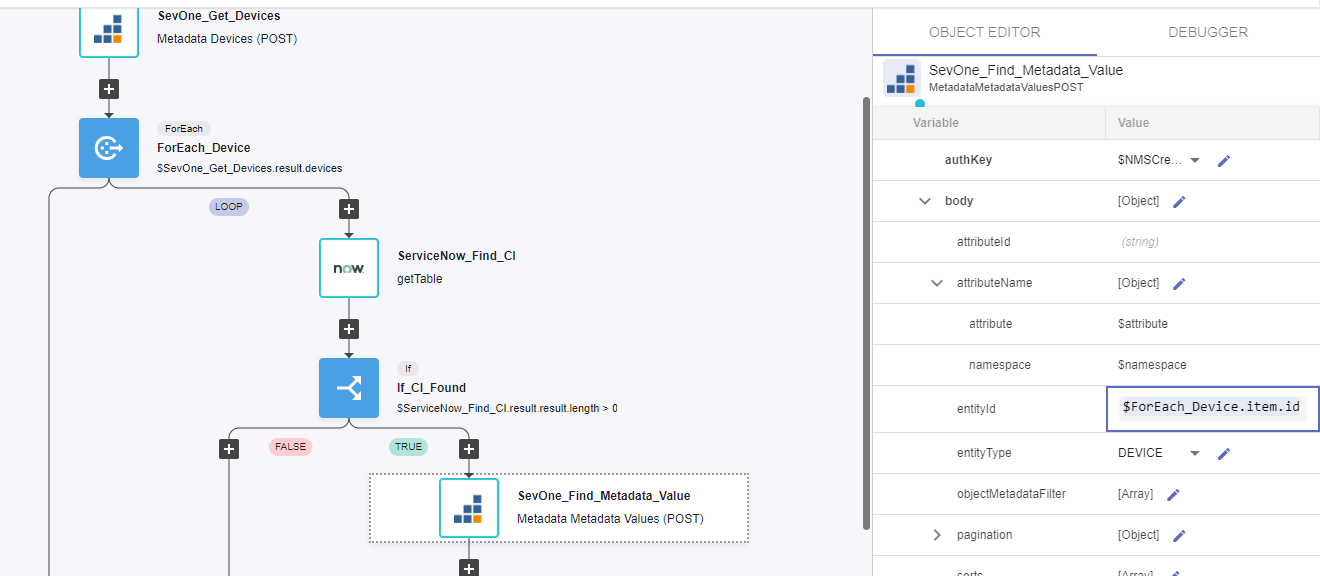 SevOne_Get_Devices
Metadata Devices (POST)
ForEach
ForEach_Device
$SevOne_Get_Devices.result.devices
LOOP
now.
ServiceNow_Find_CI
getTable
If
If_CI_Found
$ServiceNow_Find_CI.result.result.length > 0
FALSE
TRUE
SevOne_Find_Metadata_Value
Metadata Metadata Values (POST)
OBJECT EDITOR
DEBUGGER
SevOne_Find_Metadata_Value
MetadataMetadataValuesPOST
Variable Value
authKey $NMSCre...
body [Object]
attributeId (string)
attributeName [Object]
attribute $attribute
namespace $namespace
entityId $ForEach_Device.item.id
entityType DEVICE
objectMetadataFilter [Array]
pagination [Object]
sorts [Array]